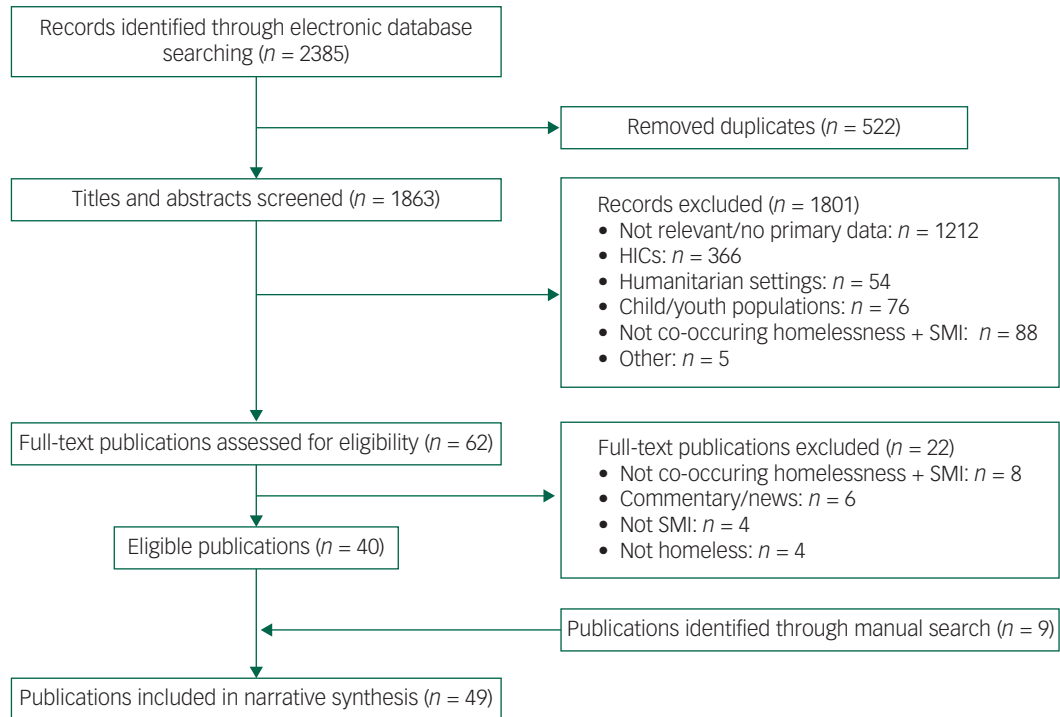 Records identified through electronic database
searching (n = 2385)
Removed duplicates (n = 522)
Titles and abstracts screened (n = 1863)
Records excluded (n = 1801)
• Not relevant/no primary data: n = 1212
• HICs: n = 366
• Humanitarian settings: n = 54
• Child/youth populations: n = 76
• Not co-occuring homelessness + SMI: n = 88
• Other: n = 5
Full-text publications assessed for eligibility (n = 62)
Full-text publications excluded (n = 22)
• Not co-occuring homelessness + SMI: n = 8
• Commentary/news: n = 6
• Not SMI: n = 4
• Not homeless: n = 4
Eligible publications (n = 40)
Publications identified through manual search (n = 9)
Publications included in narrative synthesis (n = 49)